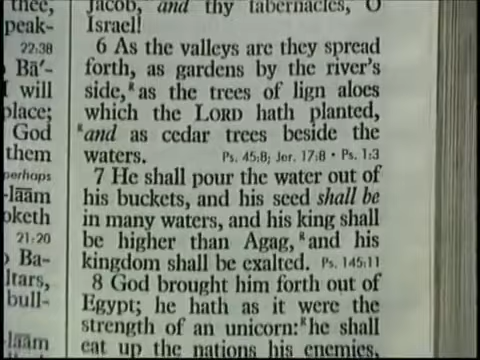 thee,
peak-
22:38
Bā′-
I will
place;
God
them
perhaps
-lāām
oketh
21:20
Ba-
ltars,
bull-
-lāām
Jacob, and thy tabernacles, O
Israel!
6 As the valleys are they spread
forth, as gardens by the river's
side, ᵏas the trees of lign aloes
which the LORD hath planted,
ᵏand as cedar trees beside the
waters. Ps. 45:8; Jer. 17:8 • Ps. 1:3
7 He shall pour the water out of
his buckets, and his seed shall be
in many waters, and his king shall
be higher than Agag, ᵏand his
kingdom shall be exalted. Ps. 145:11
8 God brought him forth out of
Egypt; he hath as it were the
strength of an unicorn: ᵏhe shall
eat up the nations his enemies,